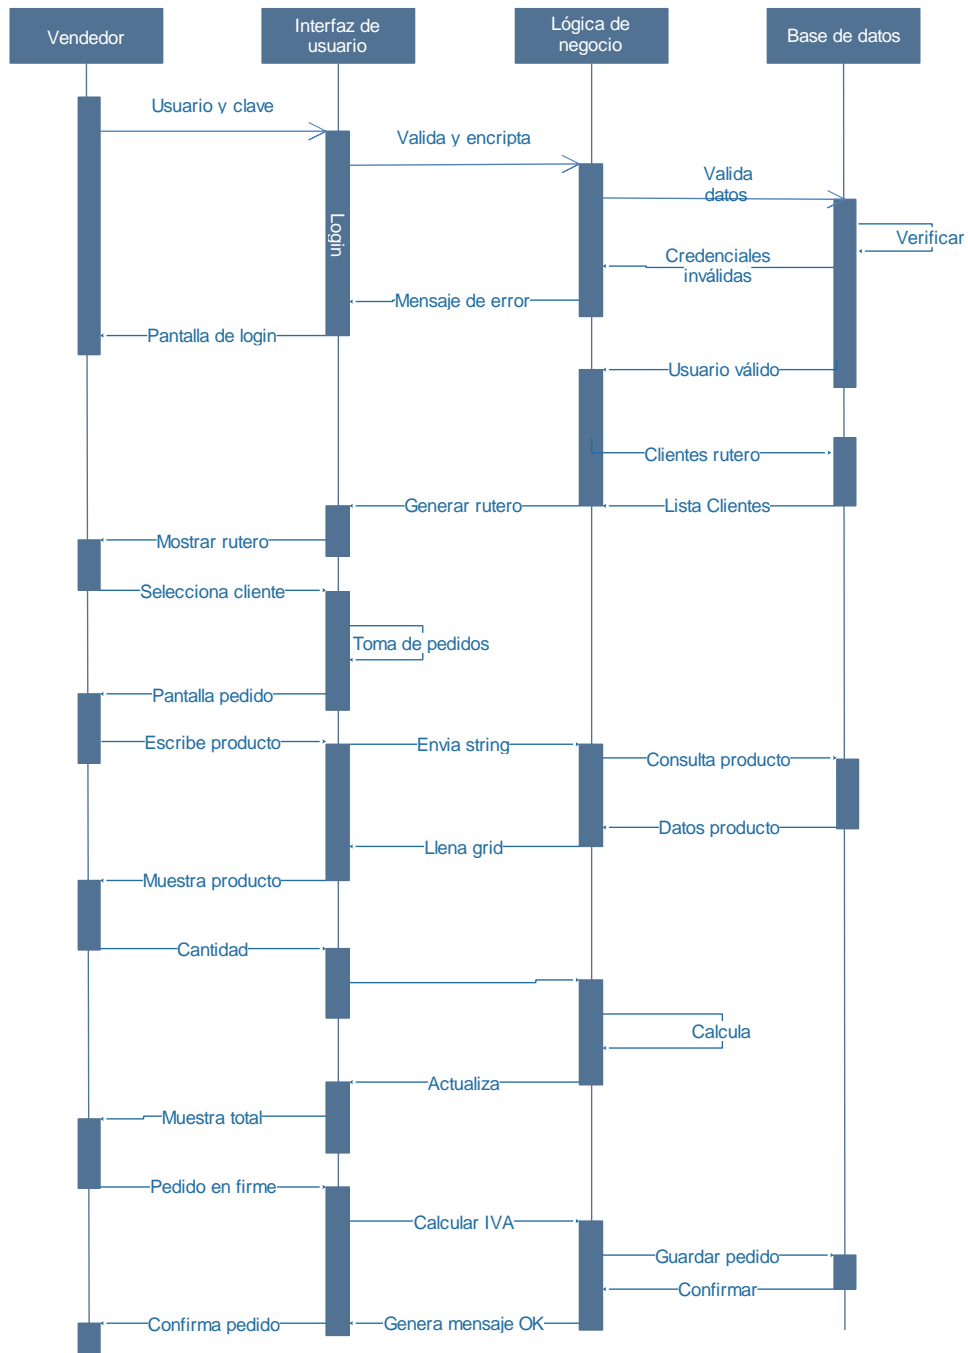 Vendedor
Interfaz de
usuario
Lógica de
negocio
Base de datos
Usuario y clave
Valida y encripta
Valida
datos
Login
Verificar
Credenciales
inválidas
Mensaje de error
Pantalla de login
Usuario válido
Clientes rutero
Generar rutero
Lista Clientes
Mostrar rutero
Selecciona cliente
Toma de pedidos
Pantalla pedido
Escribe producto
Envia string
Consulta producto
Datos producto
Llena grid
Muestra producto
Cantidad
Calcula
Actualiza
Muestra total
Pedido en firme
Calcular IVA
Guardar pedido
Confirmar
Confirma pedido
Genera mensaje OK